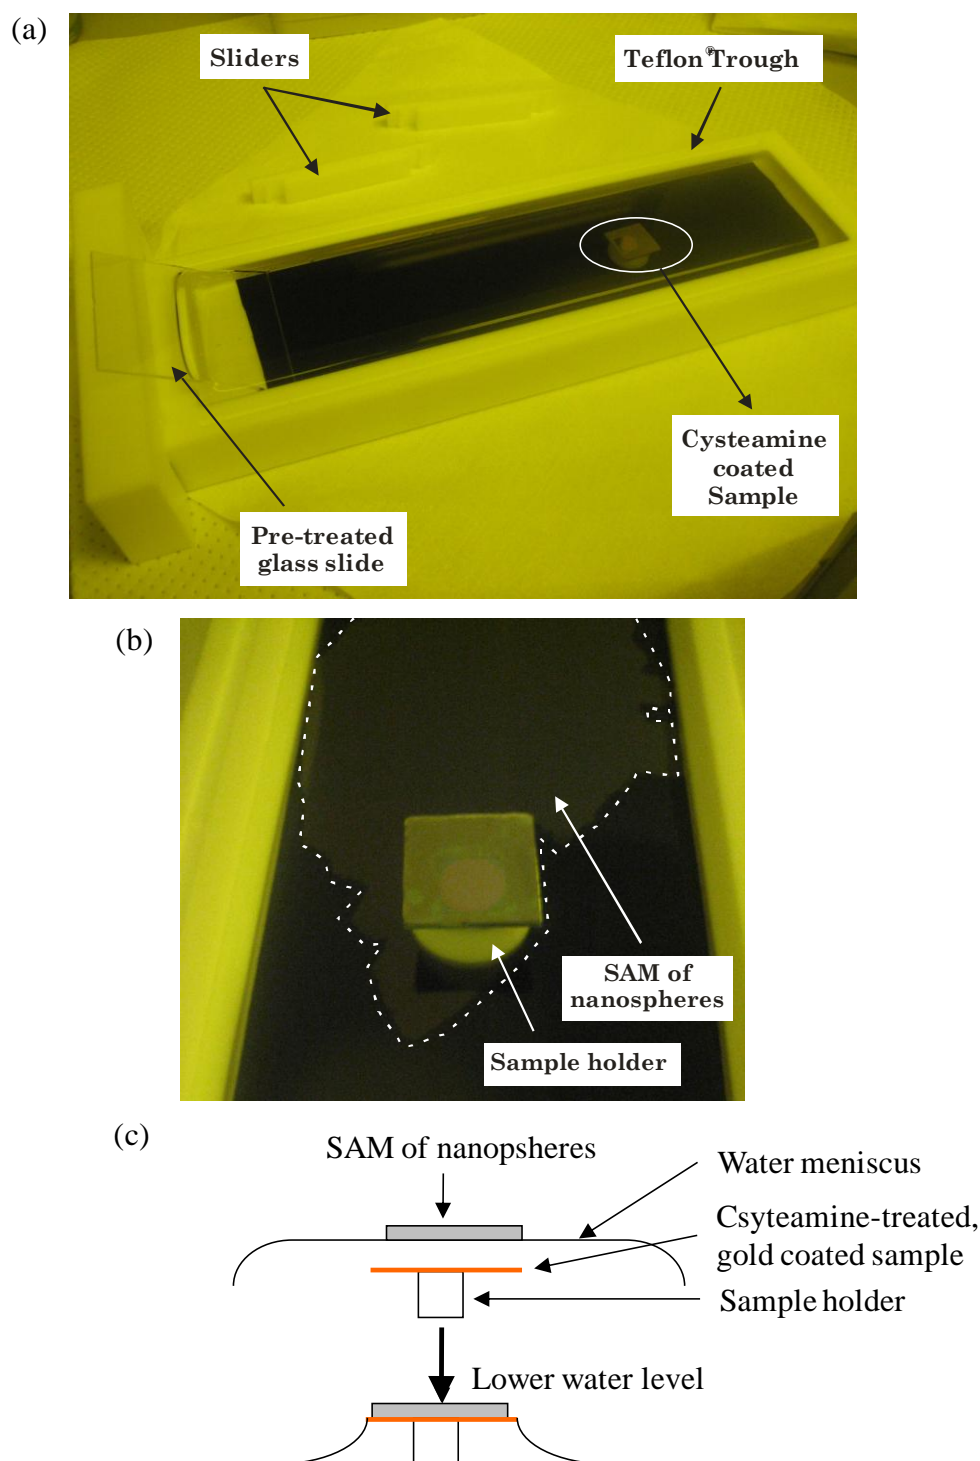 (a)
Sliders
Teflon® Trough
Cysteamine
coated
Sample
Pre-treated
glass slide
(b)
SAM of
nanospheres
Sample holder
(c)
SAM of nanopsheres
Water meniscus
Csyteamine-treated,
gold coated sample
Sample holder
Lower water level